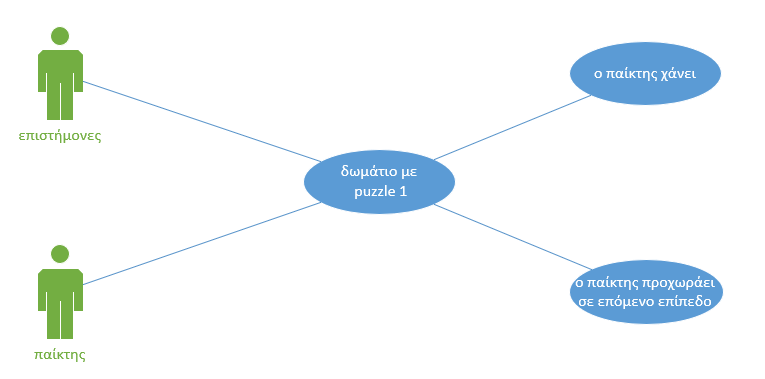 επιστήμονες
παίκτης
δωμάτιο με
puzzle 1
ο παίκτης χάνει
ο παίκτης προχωράει
σε επόμενο επίπεδο